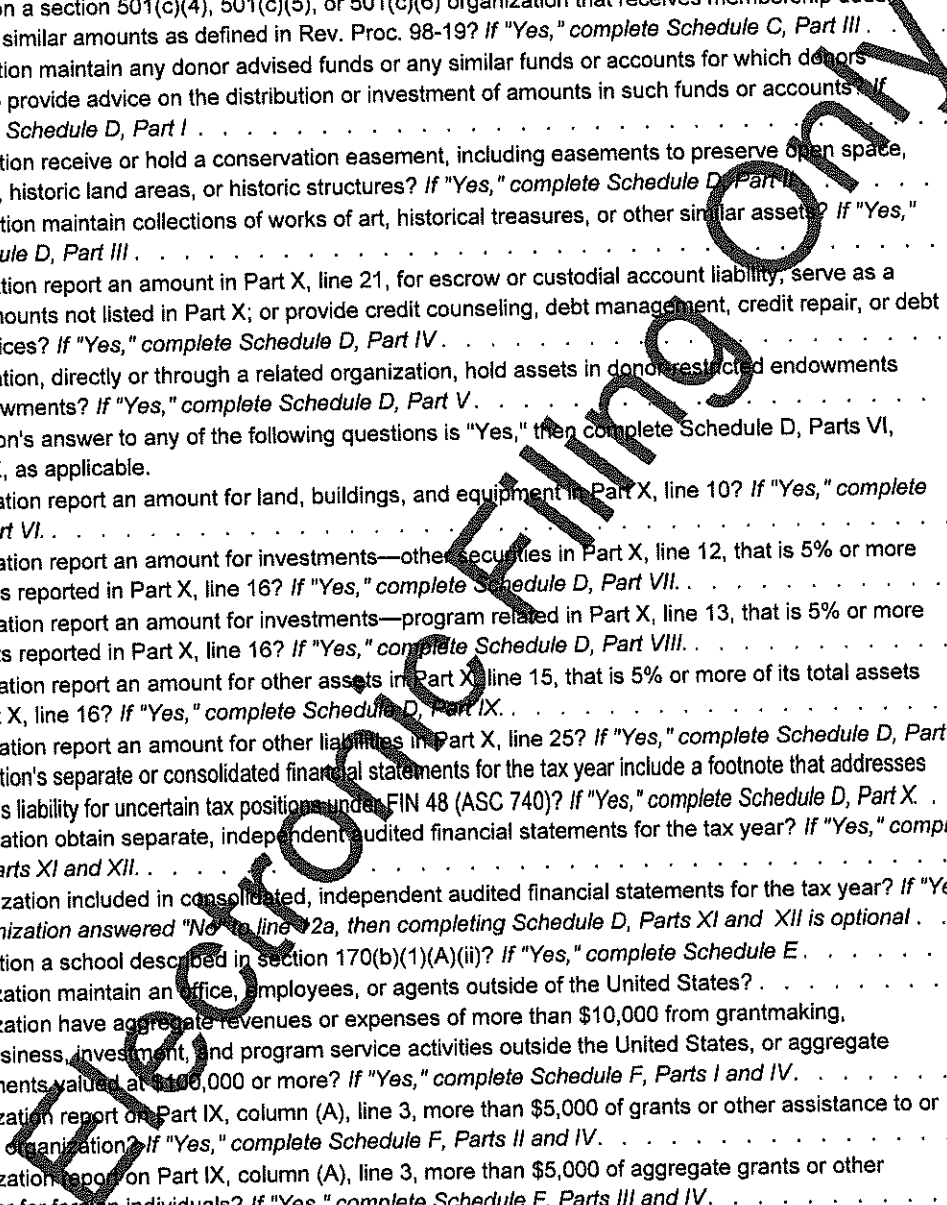 on a section 501(c)(4), 501(c)(5), or 501(c)(6) organization that receives membership dues,
similar amounts as defined in Rev. Proc. 98-19? If "Yes," complete Schedule C, Part III . .
tion maintain any donor advised funds or any similar funds or accounts for which donors
provide advice on the distribution or investment of amounts in such funds or accounts? If
Schedule D, Part I . . . . . . . . . . . . . . . . . . . . . . . .
tion receive or hold a conservation easement, including easements to preserve open space,
, historic land areas, or historic structures? If "Yes," complete Schedule D, Part II . . . . .
tion maintain collections of works of art, historical treasures, or other similar assets? If "Yes,"
ule D, Part III . . . . . . . . . . . . . . . . . . . . . . . . . .
tion report an amount in Part X, line 21, for escrow or custodial account liability; serve as a
nounts not listed in Part X; or provide credit counseling, debt management, credit repair, or debt
ices? If "Yes," complete Schedule D, Part IV . . . . . . . . . . . . . . . .
ation, directly or through a related organization, hold assets in donor-restricted endowments
wments? If "Yes," complete Schedule D, Part V . . . . . . . . . . . . . . .
on's answer to any of the following questions is "Yes," then complete Schedule D, Parts VI,
, as applicable.
ation report an amount for land, buildings, and equipment in Part X, line 10? If "Yes," complete
rt VI. . . . . . . . . . . . . . . . . . . . . . . . . . . . . .
ation report an amount for investments—other securities in Part X, line 12, that is 5% or more
s reported in Part X, line 16? If "Yes," complete Schedule D, Part VII. . . . . . . . . .
ation report an amount for investments—program related in Part X, line 13, that is 5% or more
ts reported in Part X, line 16? If "Yes," complete Schedule D, Part VIII. . . . . . . . . .
ation report an amount for other assets in Part X, line 15, that is 5% or more of its total assets
t X, line 16? If "Yes," complete Schedule D, Part IX. . . . . . . . . . . . . . .
ation report an amount for other liabilities in Part X, line 25? If "Yes," complete Schedule D, Part
tion's separate or consolidated financial statements for the tax year include a footnote that addresses
s liability for uncertain tax positions under FIN 48 (ASC 740)? If "Yes," complete Schedule D, Part X. .
ation obtain separate, independent audited financial statements for the tax year? If "Yes," compl
arts XI and XII. . . . . . . . . . . . . . . . . . . . . . . . . .
ization included in consolidated, independent audited financial statements for the tax year? If "Ye
nization answered "No" to line 12a, then completing Schedule D, Parts XI and XII is optional . .
tion a school described in section 170(b)(1)(A)(ii)? If "Yes," complete Schedule E . . . . . .
zation maintain an office, employees, or agents outside of the United States? . . . . . . .
zation have aggregate revenues or expenses of more than $10,000 from grantmaking,
siness, investment, and program service activities outside the United States, or aggregate
nents valued at $100,000 or more? If "Yes," complete Schedule F, Parts I and IV. . . . . . .
zation report on Part IX, column (A), line 3, more than $5,000 of grants or other assistance to or
organization? If "Yes," complete Schedule F, Parts II and IV. . . . . . . . . . . . .
zation report on Part IX, column (A), line 3, more than $5,000 of aggregate grants or other
individuals? If "Yes," complete Schedule F, Parts III and IV. . . . . . . . . .
Electronic Filing Only